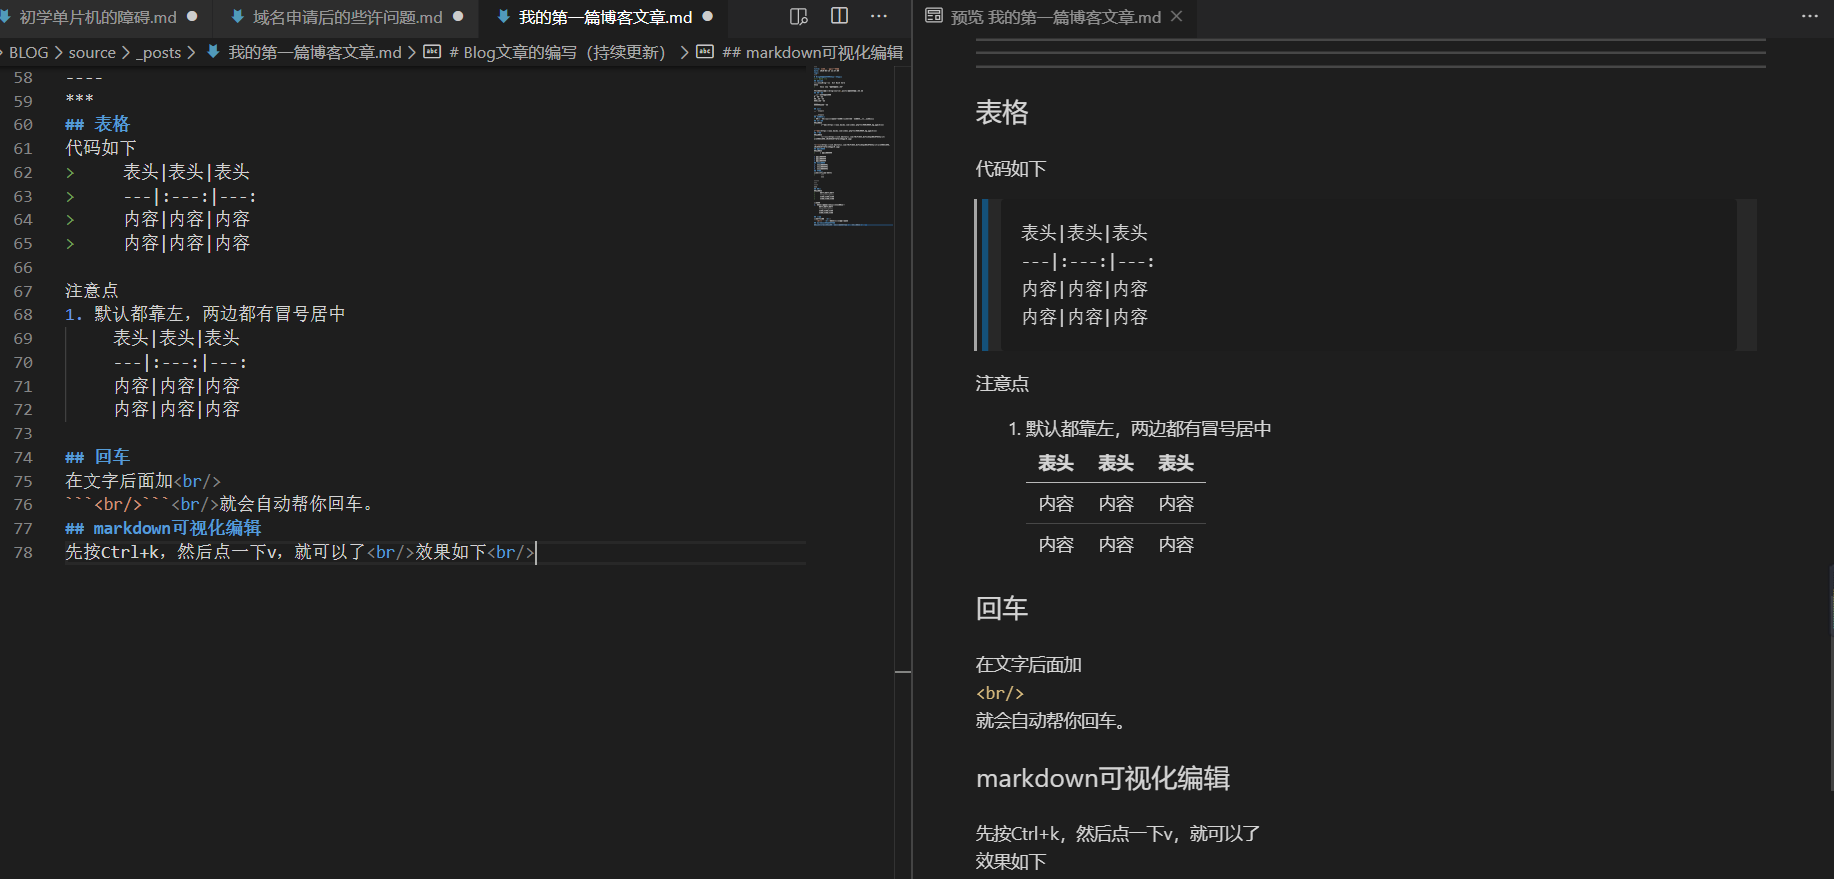 初学单片机的障碍.md ● 域名申请后的些许问题.md ● 我的第一篇博客文章.md ●
BLOG > source > _posts > 我的第一篇博客文章.md > # Blog文章的编写（持续更新） > ## markdown可视化编辑
58 ----
59 ***
60 ## 表格
61 代码如下
62 > 表头|表头|表头
63 > ---|:---:|---:
64 > 内容|内容|内容
65 > 内容|内容|内容
66
67 注意点
68 1. 默认都靠左，两边都有冒号居中
69 表头|表头|表头
70 ---|:---:|---:
71 内容|内容|内容
72 内容|内容|内容
73
74 ## 回车
75 在文字后面加<br/>
76 ```<br/>```<br/>就会自动帮你回车。
77 ## markdown可视化编辑
78 先按Ctrl+k，然后点一下v，就可以了<br/>效果如下<br/>
预览 我的第一篇博客文章.md
表格
代码如下
表头|表头|表头
---|:---:|---:
内容|内容|内容
内容|内容|内容
注意点
1. 默认都靠左，两边都有冒号居中
表头 表头 表头
内容 内容 内容
内容 内容 内容
回车
在文字后面加
<br/>
就会自动帮你回车。
markdown可视化编辑
先按Ctrl+k，然后点一下v，就可以了
效果如下